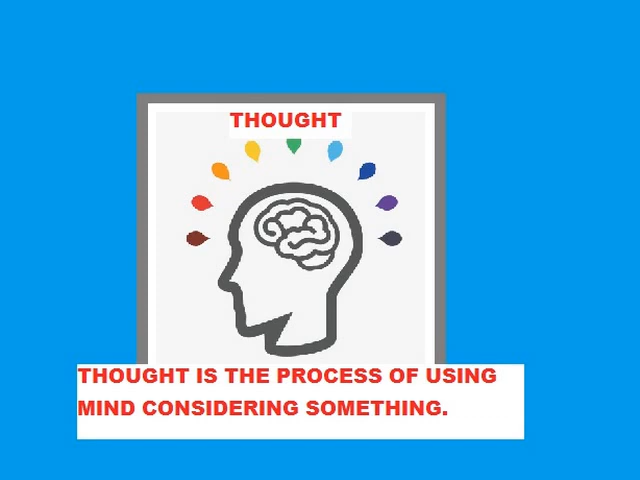 THOUGHT
THOUGHT IS THE PROCESS OF USING
MIND CONSIDERING SOMETHING.